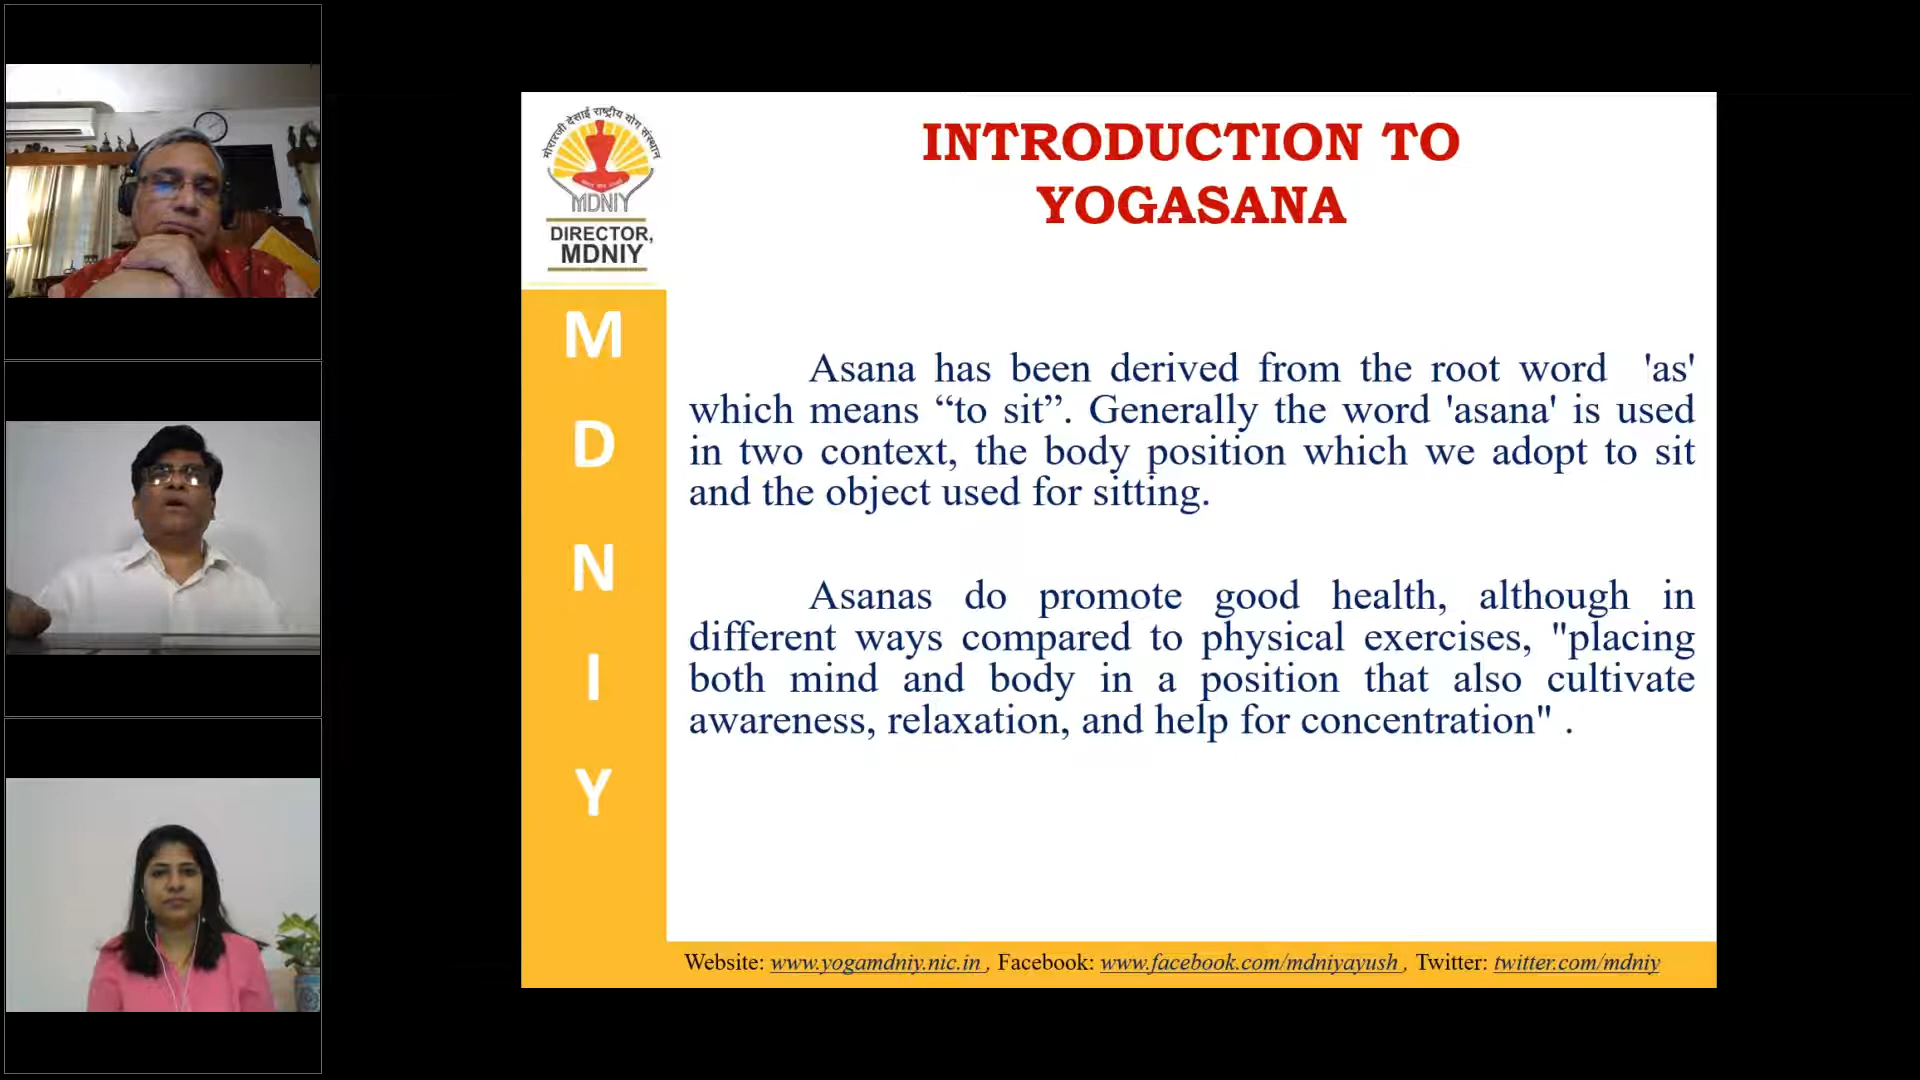 मोरारजी देसाई राष्ट्रीय योग संस्थान
MDNIY
DIRECTOR,
MDNIY
M
D
N
I
Y
INTRODUCTION TO
YOGASANA
Asana has been derived from the root word 'as'
which means “to sit”. Generally the word 'asana' is used
in two context, the body position which we adopt to sit
and the object used for sitting.
Asanas do promote good health, although in
different ways compared to physical exercises, "placing
both mind and body in a position that also cultivate
awareness, relaxation, and help for concentration" .
Website: www.yogamdniy.nic.in , Facebook: www.facebook.com/mdniyayush , Twitter: twitter.com/mdniy